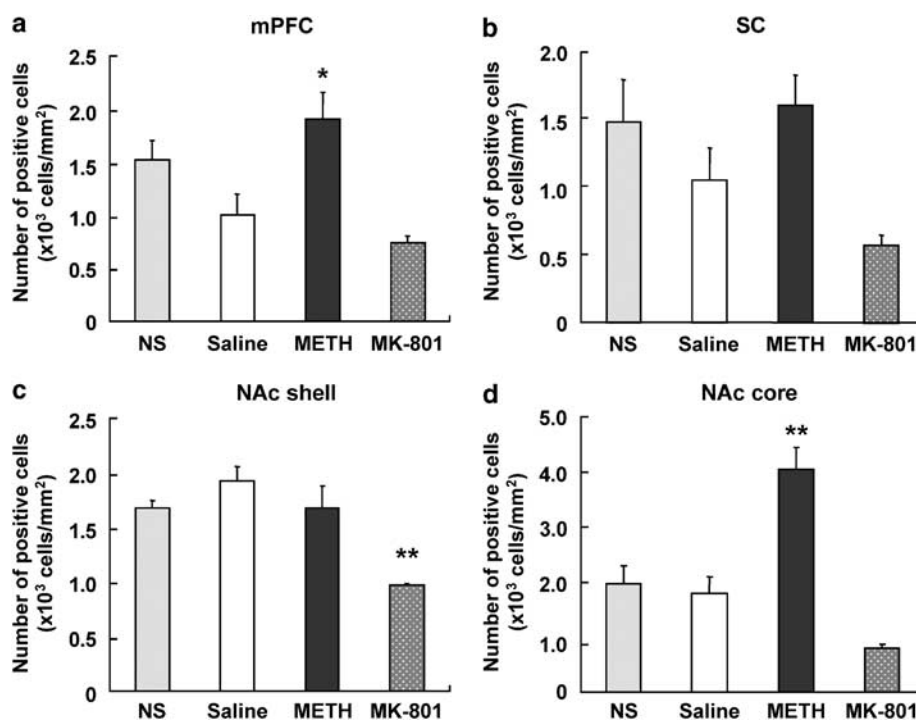 a
mPFC
Number of positive cells
(x10³ cells/mm²)
2.5
2.0
1.5
1.0
0.5
0
*
NS Saline METH MK-801
b
SC
Number of positive cells
(x10³ cells/mm²)
2.0
1.5
1.0
0.5
0
NS Saline METH MK-801
c
NAc shell
Number of positive cells
(x10³ cells/mm²)
2.5
2.0
1.5
1.0
0.5
0
**
NS Saline METH MK-801
d
NAc core
Number of positive cells
(x10³ cells/mm²)
5.0
4.0
3.0
2.0
1.0
0
**
NS Saline METH MK-801